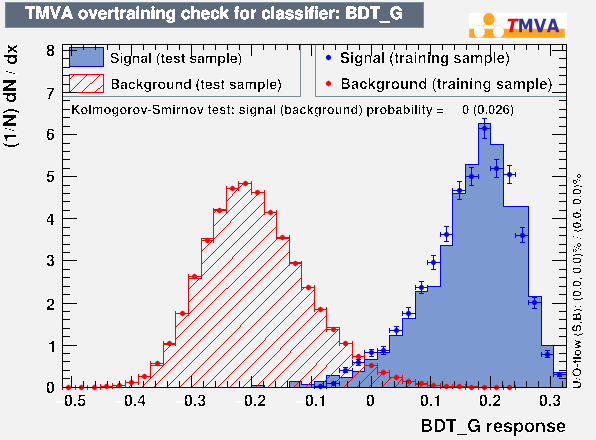 TMVA overtraining check for classifier: BDT_G
TMVA
Signal (test sample)
Background (test sample)
Signal (training sample)
Background (training sample)
Kolmogorov-Smirnov test: signal (background) probability = 0 (0.026)
(1/N) dN / dx
8
7
6
5
4
3
2
1
0
−0.5 −0.4 −0.3 −0.2 −0.1 0 0.1 0.2 0.3
BDT_G response
U/O-flow (S,B): (0.0, 0.0)% / (0.0, 0.0)%